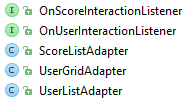 I OnScoreInteractionListener
I OnUserInteractionListener
C ScoreListAdapter
C UserGridAdapter
C UserListAdapter